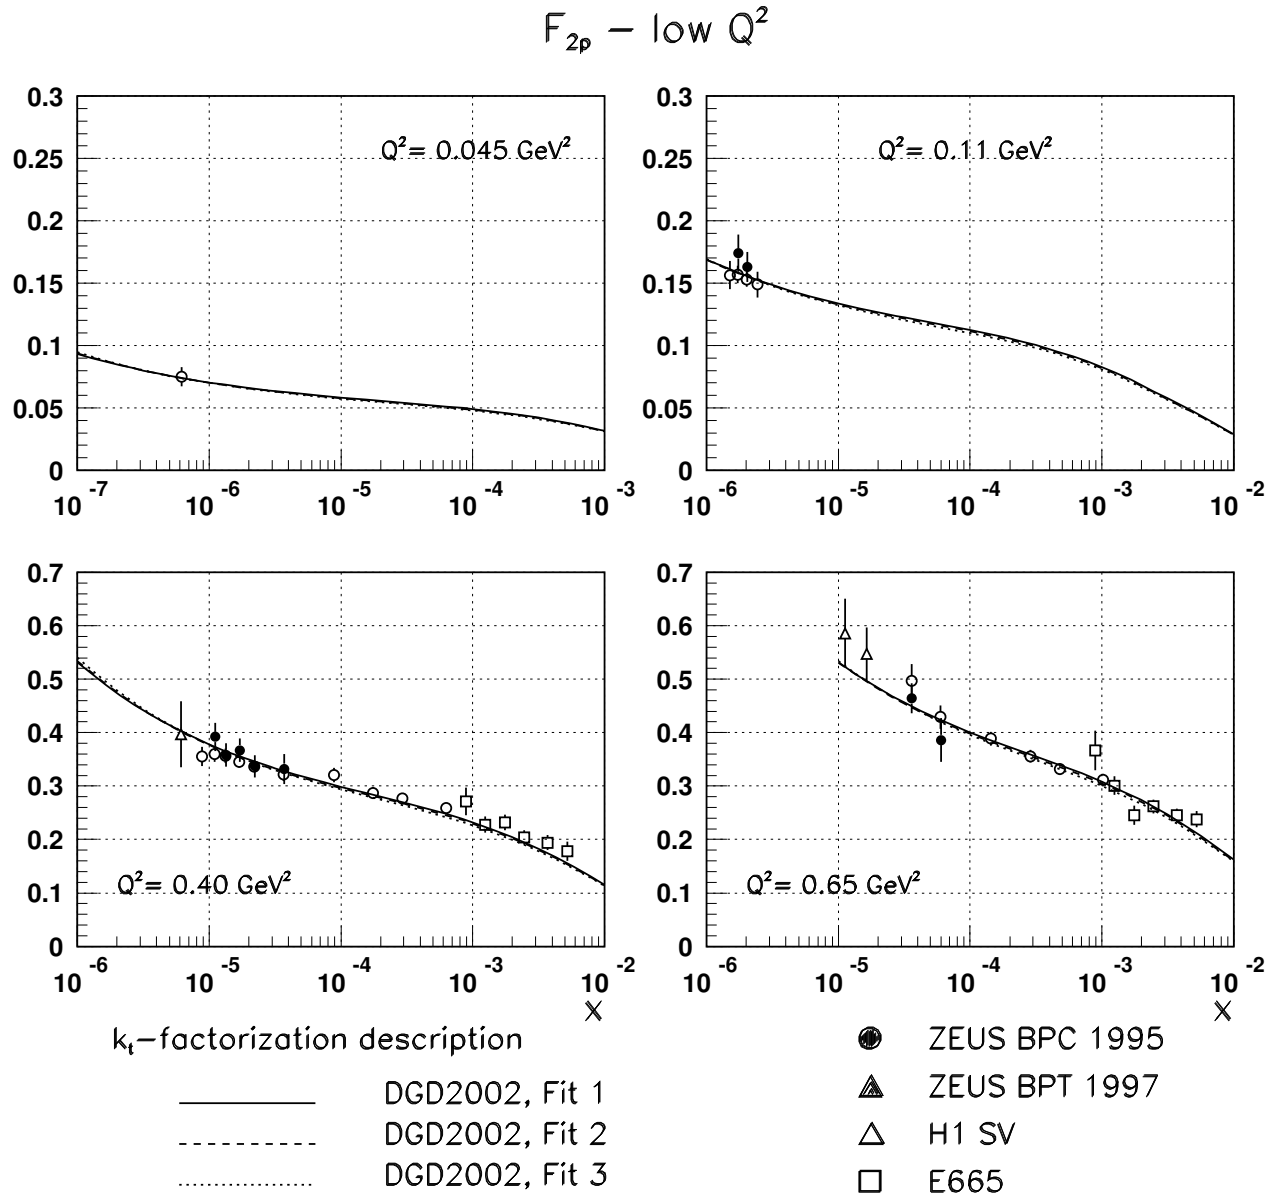 F₂ₚ – low Q²
0.3
0.25
0.2
0.15
0.1
0.05
0
Q²= 0.045 GeV²
10⁻⁷ 10⁻⁶ 10⁻⁵ 10⁻⁴ 10⁻³
0.3
0.25
0.2
0.15
0.1
0.05
0
Q²= 0.11 GeV²
10⁻⁶ 10⁻⁵ 10⁻⁴ 10⁻³ 10⁻²
0.7
0.6
0.5
0.4
0.3
0.2
0.1
0
Q²= 0.40 GeV²
10⁻⁶ 10⁻⁵ 10⁻⁴ 10⁻³ 10⁻²
X
0.7
0.6
0.5
0.4
0.3
0.2
0.1
0
Q²= 0.65 GeV²
10⁻⁶ 10⁻⁵ 10⁻⁴ 10⁻³ 10⁻²
X
kₜ–factorization description
DGD2002, Fit 1
DGD2002, Fit 2
DGD2002, Fit 3
ZEUS BPC 1995
ZEUS BPT 1997
H1 SV
E665